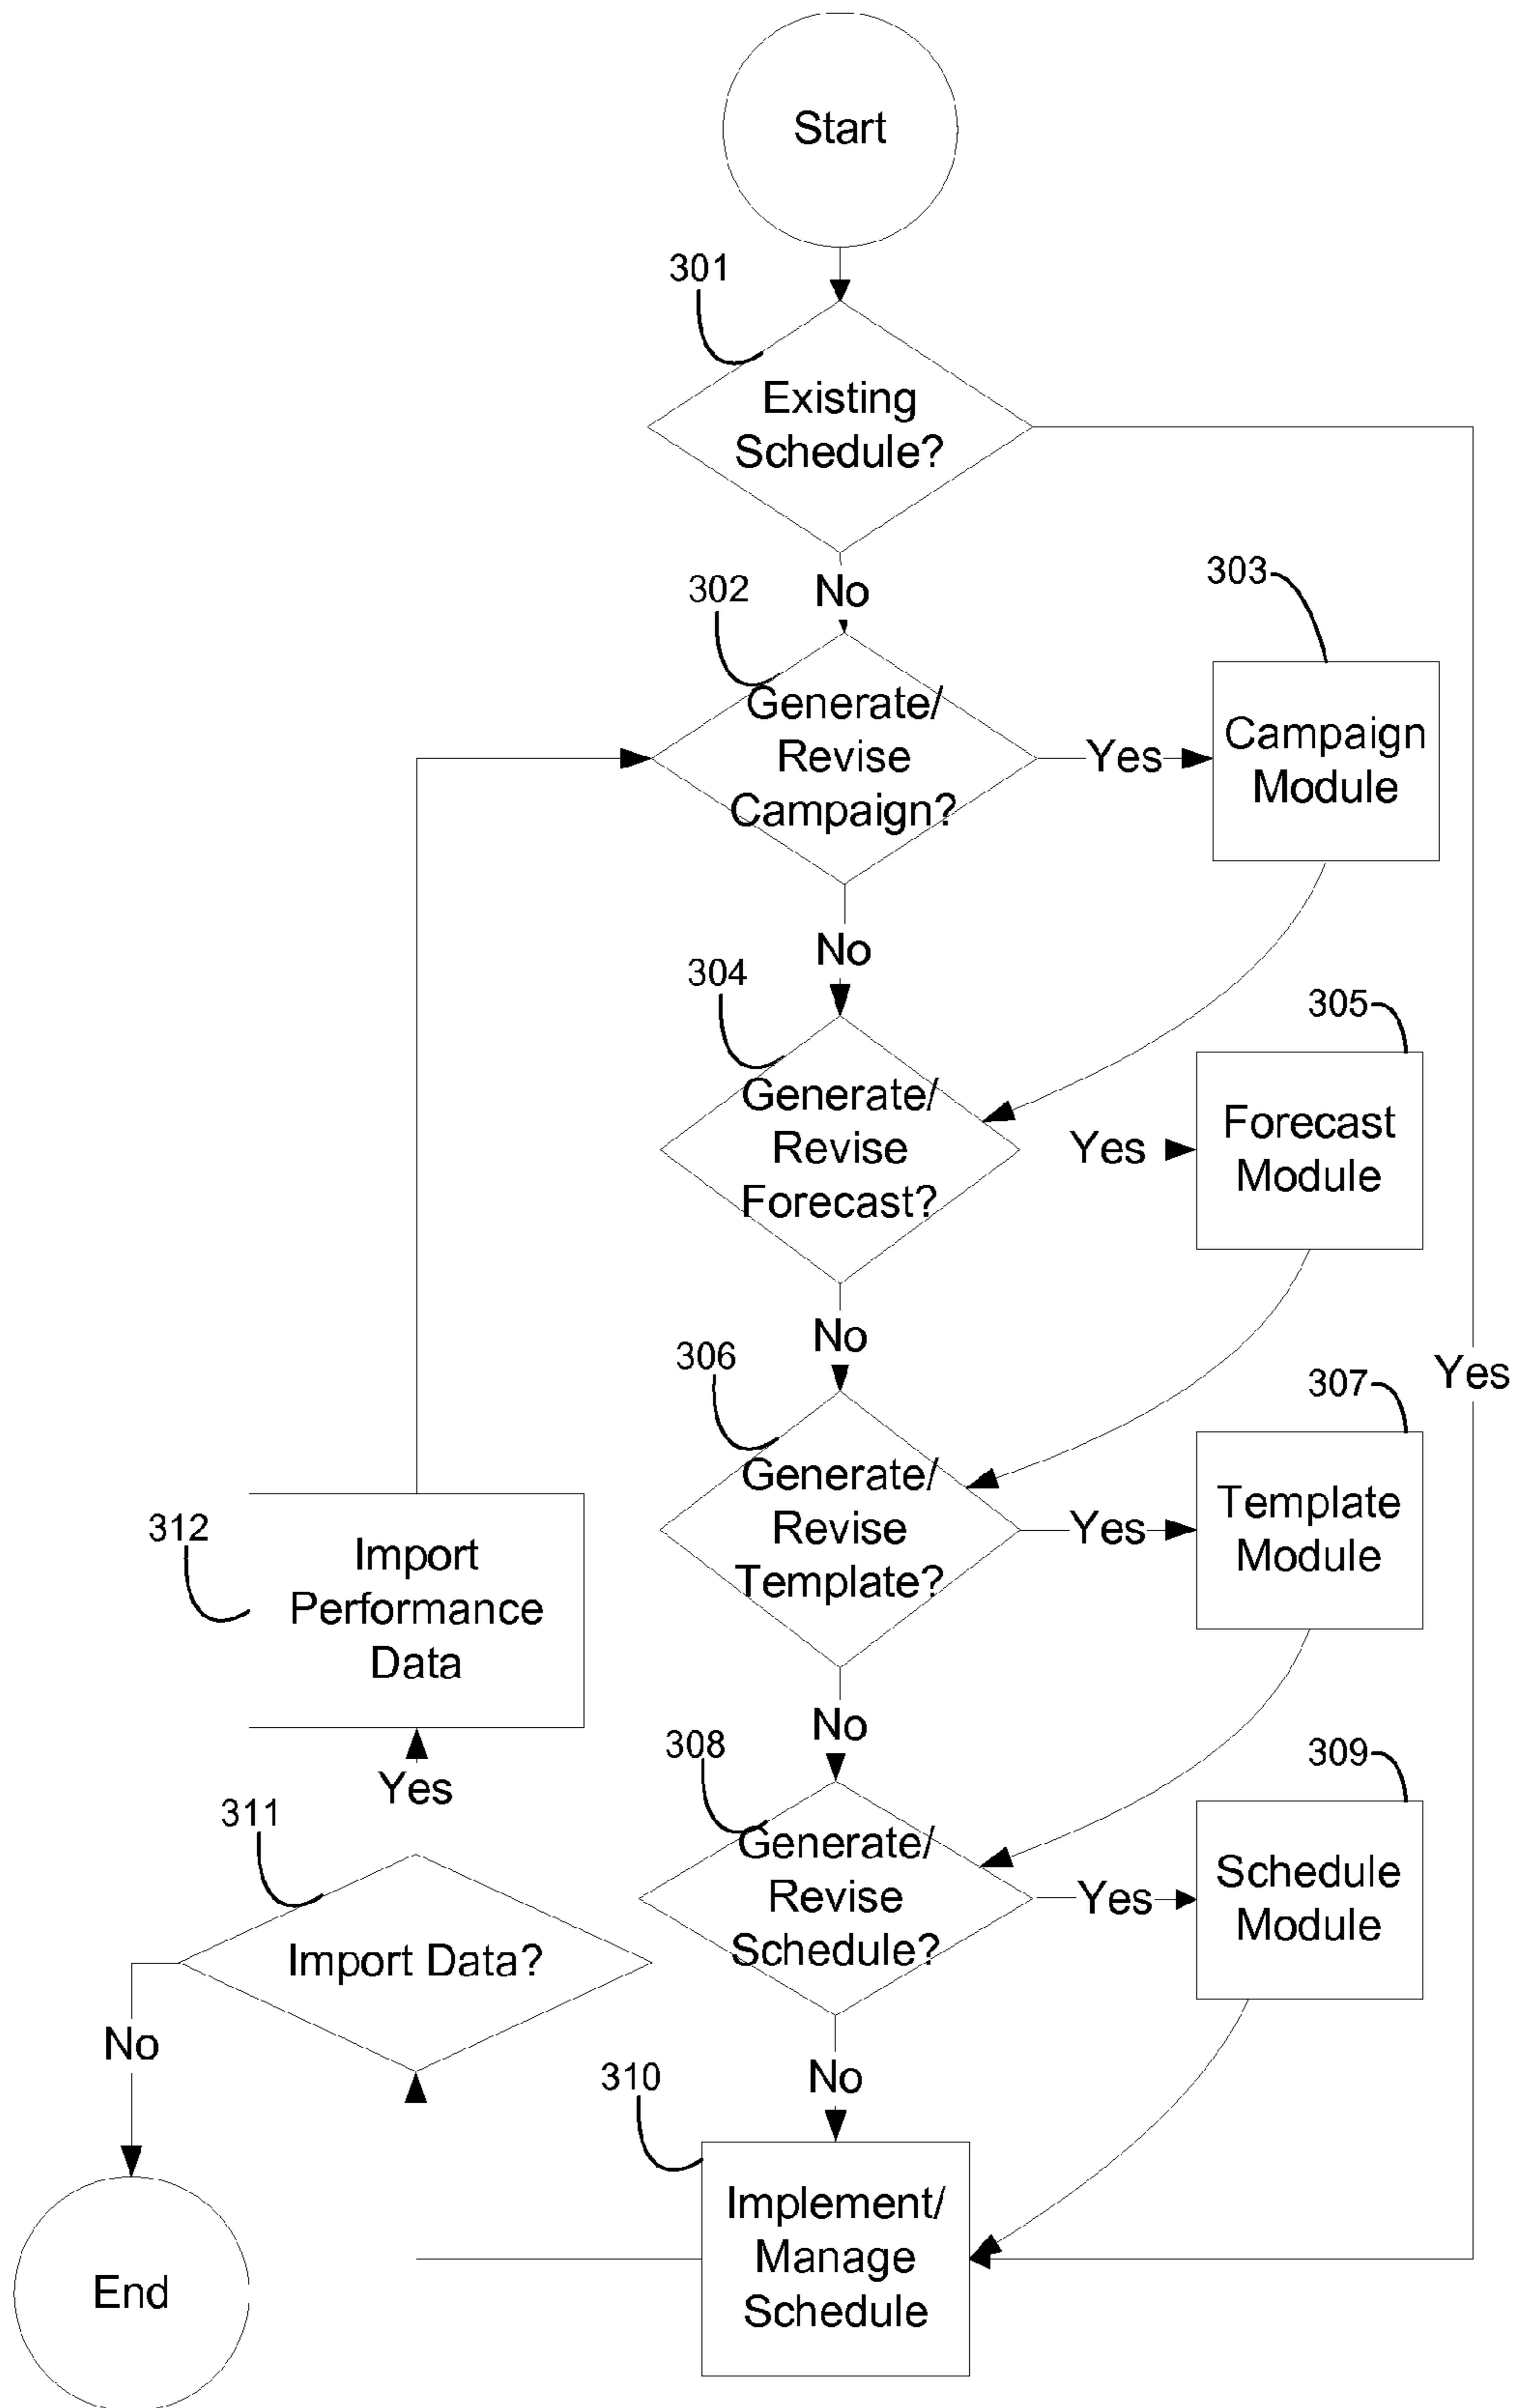 Start
301
Existing
Schedule?
No
302
303
Generate/
Revise
Campaign?
Yes
Campaign
Module
No
304
305
Generate/
Revise
Forecast?
Yes
Forecast
Module
No
306
307
Yes
Generate/
Revise
Template?
Yes
Template
Module
312
Import
Performance
Data
No
308
309
Yes
311
Generate/
Revise
Schedule?
Yes
Schedule
Module
Import Data?
No
No
310
Implement/
Manage
Schedule
End